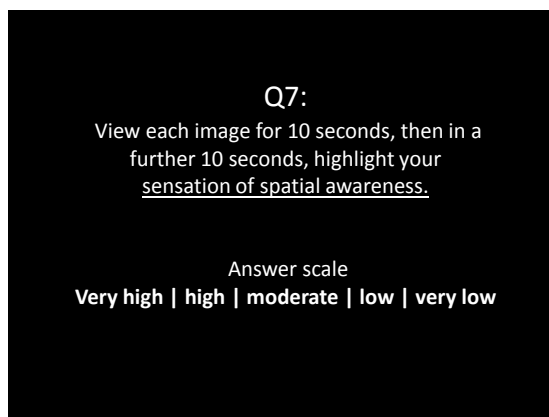 Q7:
View each image for 10 seconds, then in a
further 10 seconds, highlight your
sensation of spatial awareness.
Answer scale
Very high | high | moderate | low | very low